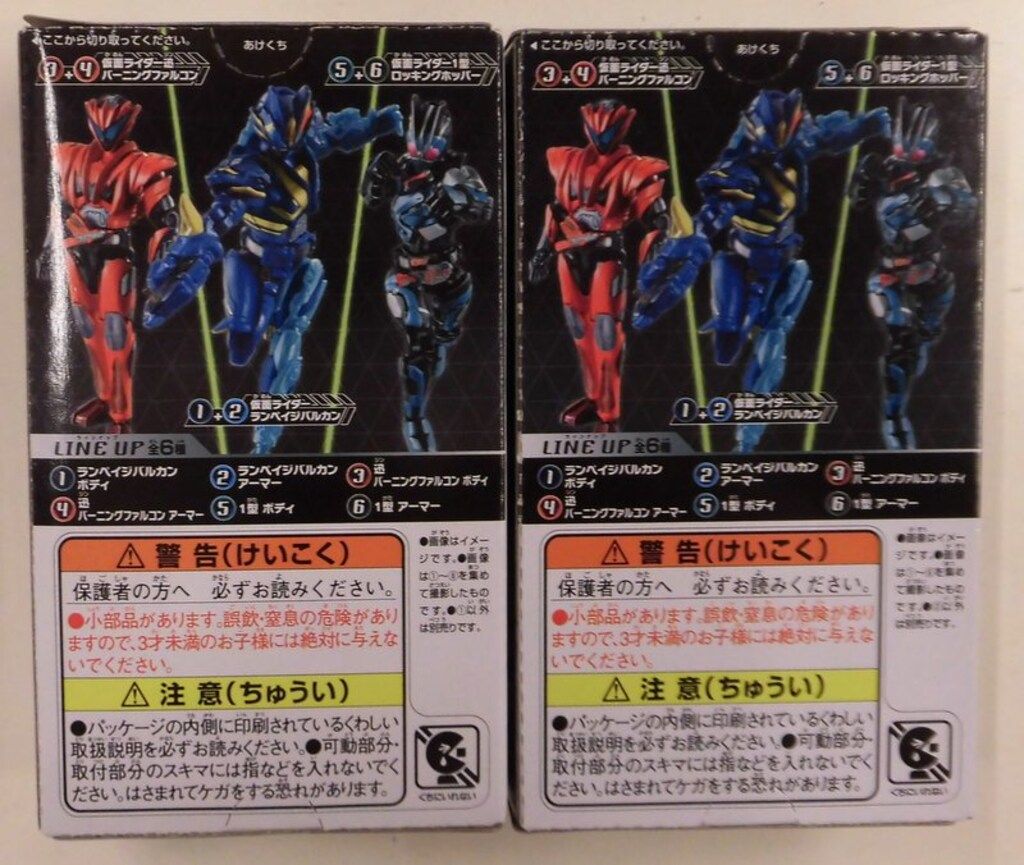 ここから切り取ってください。
あけくち
3+4 仮面ライダー迅
バーニングファルコン
5+6 仮面ライダー1型
ロッキングホッパー
1+2 仮面ライダー
ランペイジバルカン
LINE UP 全6種
1 ランペイジバルカン
ボディ
2 ランペイジバルカン
アーマー
3 迅
バーニングファルコン ボディ
4 迅
バーニングファルコン アーマー
5 1型 ボディ
6 1型 アーマー
警告(けいこく)
保護者の方へ 必ずお読みください。
●小部品があります。誤飲・窒息の危険があり
ますので、3才未満のお子様には絶対に与えな
いでください。
注意(ちゅうい)
●パッケージの内側に印刷されているくわしい
取扱説明を必ずお読みください。●可動部分・
取付部分のスキマには指などを入れないでく
ださい。はさまれてケガをする恐れがあります。
●画像はイメー
ジです。●画像
は①~⑥を集め
て撮影したもの
です。●①以外
は別売りです。
くちにいれない
ここから切り取ってください。
あけくち
3+4 仮面ライダー迅
バーニングファルコン
5+6 仮面ライダー1型
ロッキングホッパー
1+2 仮面ライダー
ランペイジバルカン
LINE UP 全6種
1 ランペイジバルカン
ボディ
2 ランペイジバルカン
アーマー
3 迅
バーニングファルコン ボディ
4 迅
バーニングファルコン アーマー
5 1型 ボディ
6 1型 アーマー
警告(けいこく)
保護者の方へ 必ずお読みください。
●小部品があります。誤飲・窒息の危険があり
ますので、3才未満のお子様には絶対に与えな
いでください。
注意(ちゅうい)
●パッケージの内側に印刷されているくわしい
取扱説明を必ずお読みください。●可動部分・
取付部分のスキマには指などを入れないでく
ださい。はさまれてケガをする恐れがあります。
●画像はイメー
ジです。●画像
を集め
て撮影したもの
です。以外
は別売りです。
くちにいれない